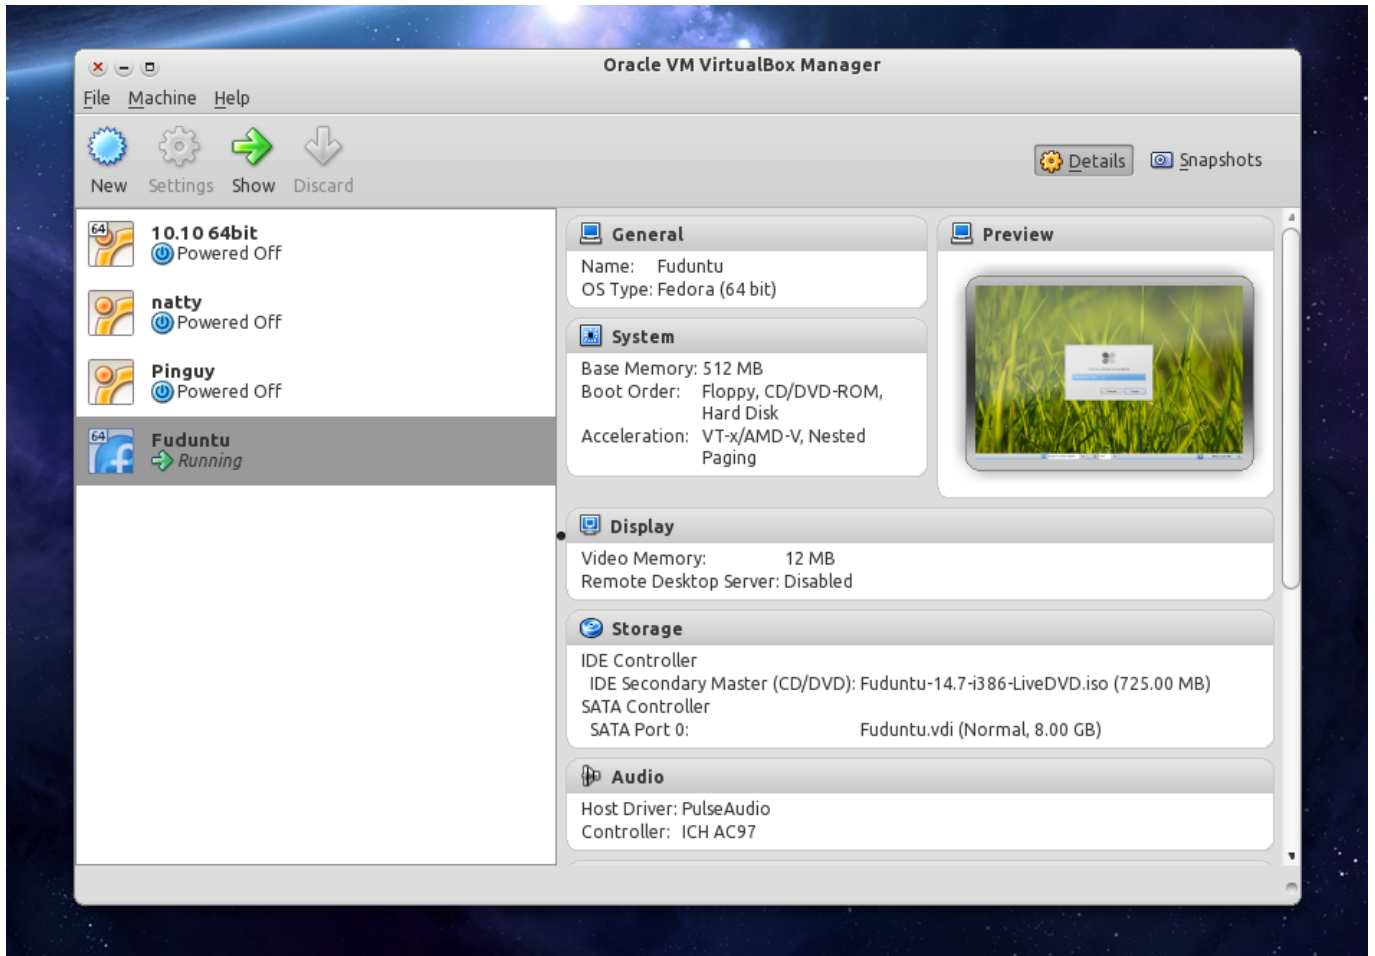 Oracle VM VirtualBox Manager
File Machine Help
New Settings Show Discard
Details Snapshots
64
10.10 64bit
Powered Off
natty
Powered Off
Pinguy
Powered Off
64
Fuduntu
Running
General
Name: Fuduntu
OS Type: Fedora (64 bit)
System
Base Memory: 512 MB
Boot Order: Floppy, CD/DVD-ROM,
Hard Disk
Acceleration: VT-x/AMD-V, Nested
Paging
Preview
Display
Video Memory: 12 MB
Remote Desktop Server: Disabled
Storage
IDE Controller
IDE Secondary Master (CD/DVD): Fuduntu-14.7-i386-LiveDVD.iso (725.00 MB)
SATA Controller
SATA Port 0: Fuduntu.vdi (Normal, 8.00 GB)
Audio
Host Driver: PulseAudio
Controller: ICH AC97